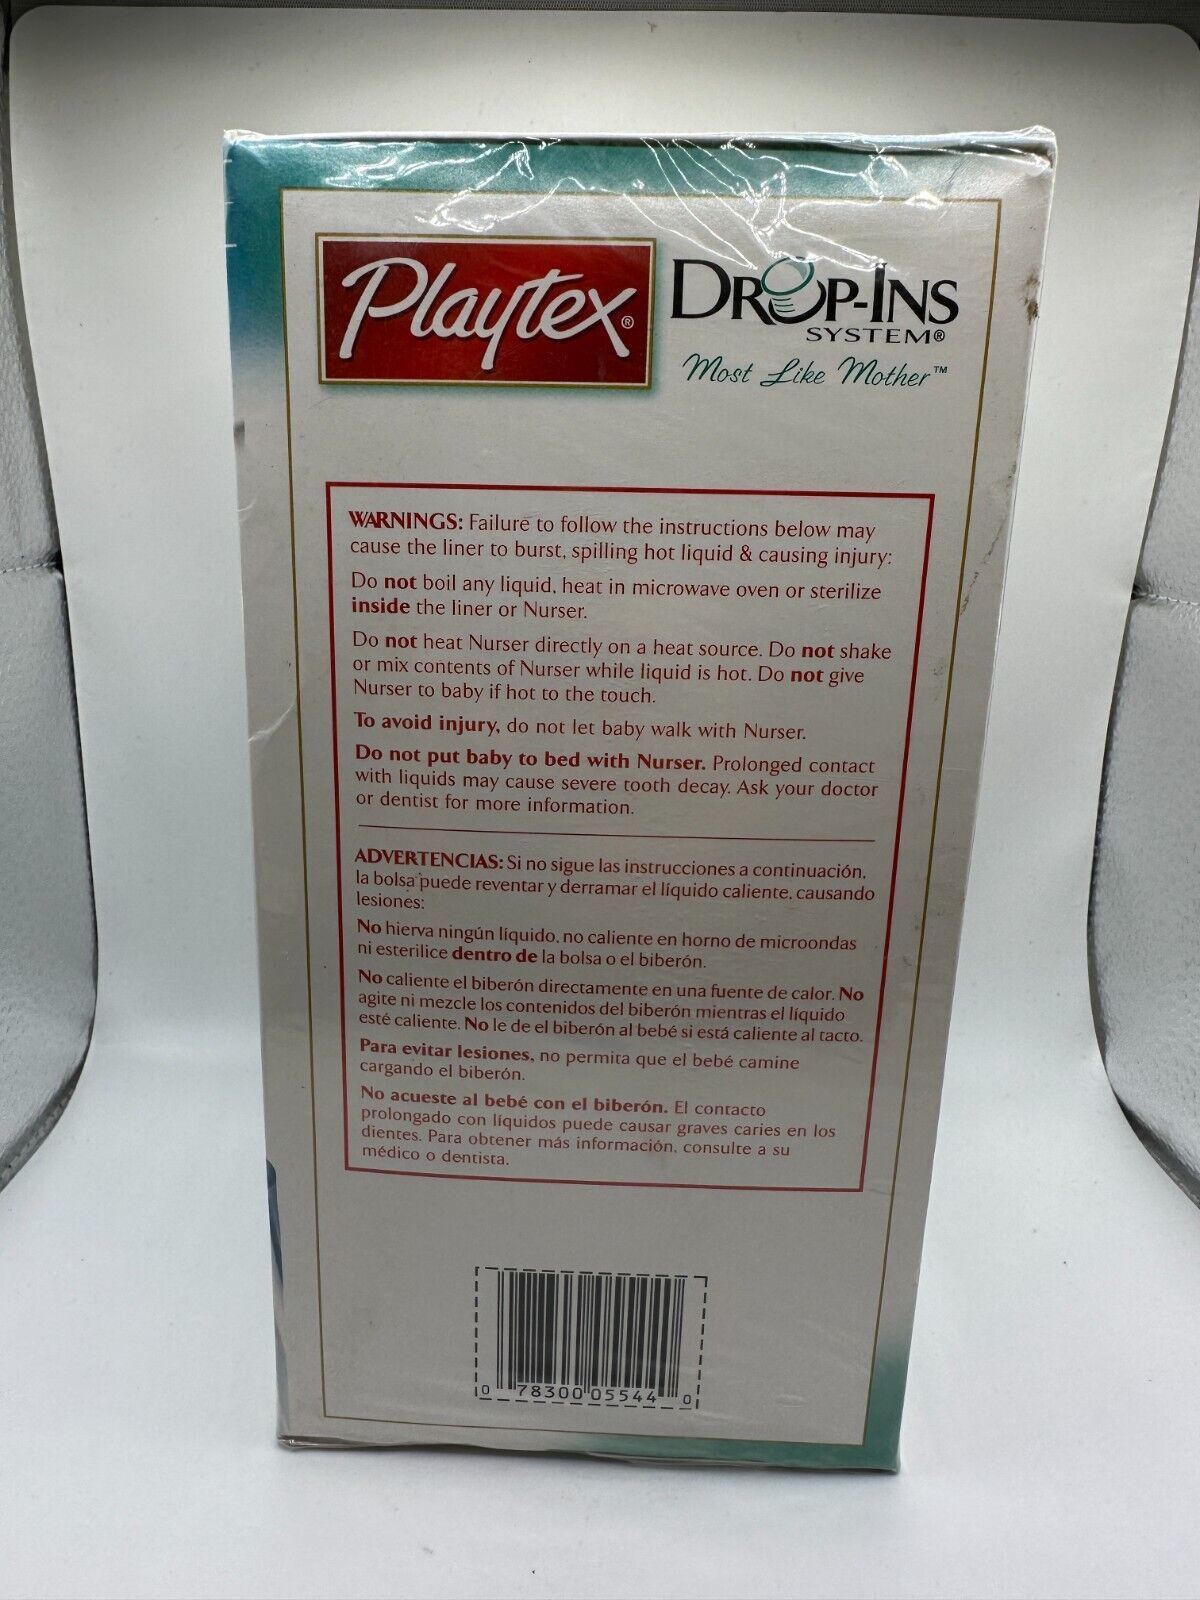 Playtex®
DROP-INS
SYSTEM®
Most Like Mother™
WARNINGS: Failure to follow the instructions below may
cause the liner to burst, spilling hot liquid & causing injury:
Do not boil any liquid, heat in microwave oven or sterilize
inside the liner or Nurser.
Do not heat Nurser directly on a heat source. Do not shake
or mix contents of Nurser while liquid is hot. Do not give
Nurser to baby if hot to the touch.
To avoid injury, do not let baby walk with Nurser.
Do not put baby to bed with Nurser. Prolonged contact
with liquids may cause severe tooth decay. Ask your doctor
or dentist for more information.
ADVERTENCIAS: Si no sigue las instrucciones a continuación,
la bolsa puede reventar y derramar el líquido caliente, causando
lesiones:
No hierva ningún líquido, no caliente en horno de microondas
ni esterilice dentro de la bolsa o el biberón.
No caliente el biberón directamente en una fuente de calor. No
agite ni mezcle los contenidos del biberón mientras el líquido
esté caliente. No le de el biberón al bebé si está caliente al tacto.
Para evitar lesiones, no permita que el bebé camine
cargando el biberón.
No acueste al bebé con el biberón. El contacto
prolongado con líquidos puede causar graves caries en los
dientes. Para obtener más información, consulte a su
médico o dentista.
0 78300 05544 0